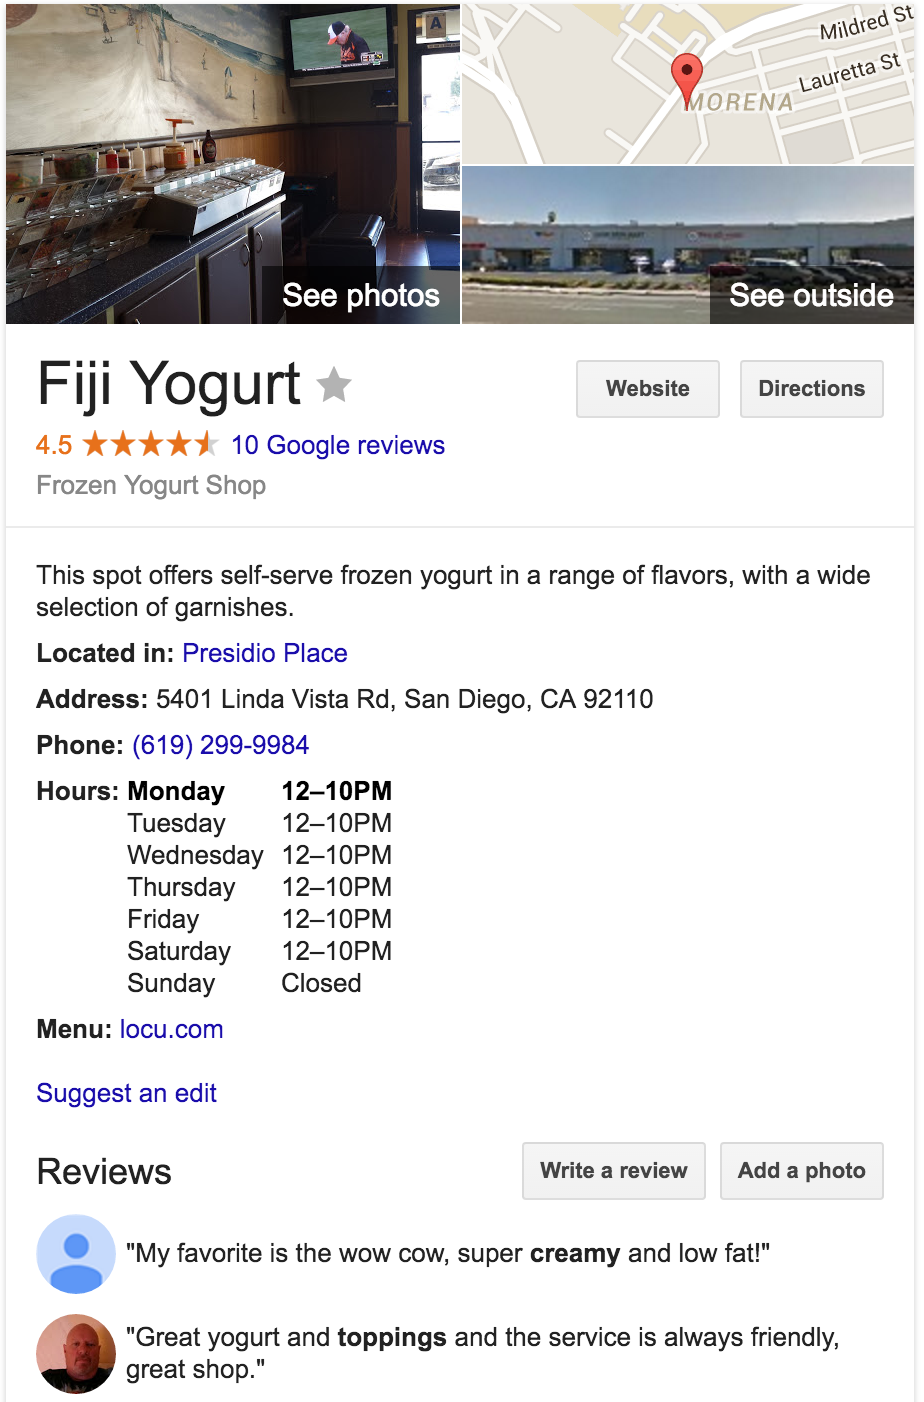 A
Mildred St
Lauretta St
MORENA
See photos
See outside
Fiji Yogurt
Website
Directions
4.5
10 Google reviews
Frozen Yogurt Shop
This spot offers self-serve frozen yogurt in a range of flavors, with a wide
selection of garnishes.
Located in: Presidio Place
Address: 5401 Linda Vista Rd, San Diego, CA 92110
Phone: (619) 299-9984
Hours: Monday 12–10PM
Tuesday 12–10PM
Wednesday 12–10PM
Thursday 12–10PM
Friday 12–10PM
Saturday 12–10PM
Sunday Closed
Menu: locu.com
Suggest an edit
Reviews
Write a review
Add a photo
"My favorite is the wow cow, super creamy and low fat!"
"Great yogurt and toppings and the service is always friendly,
great shop."